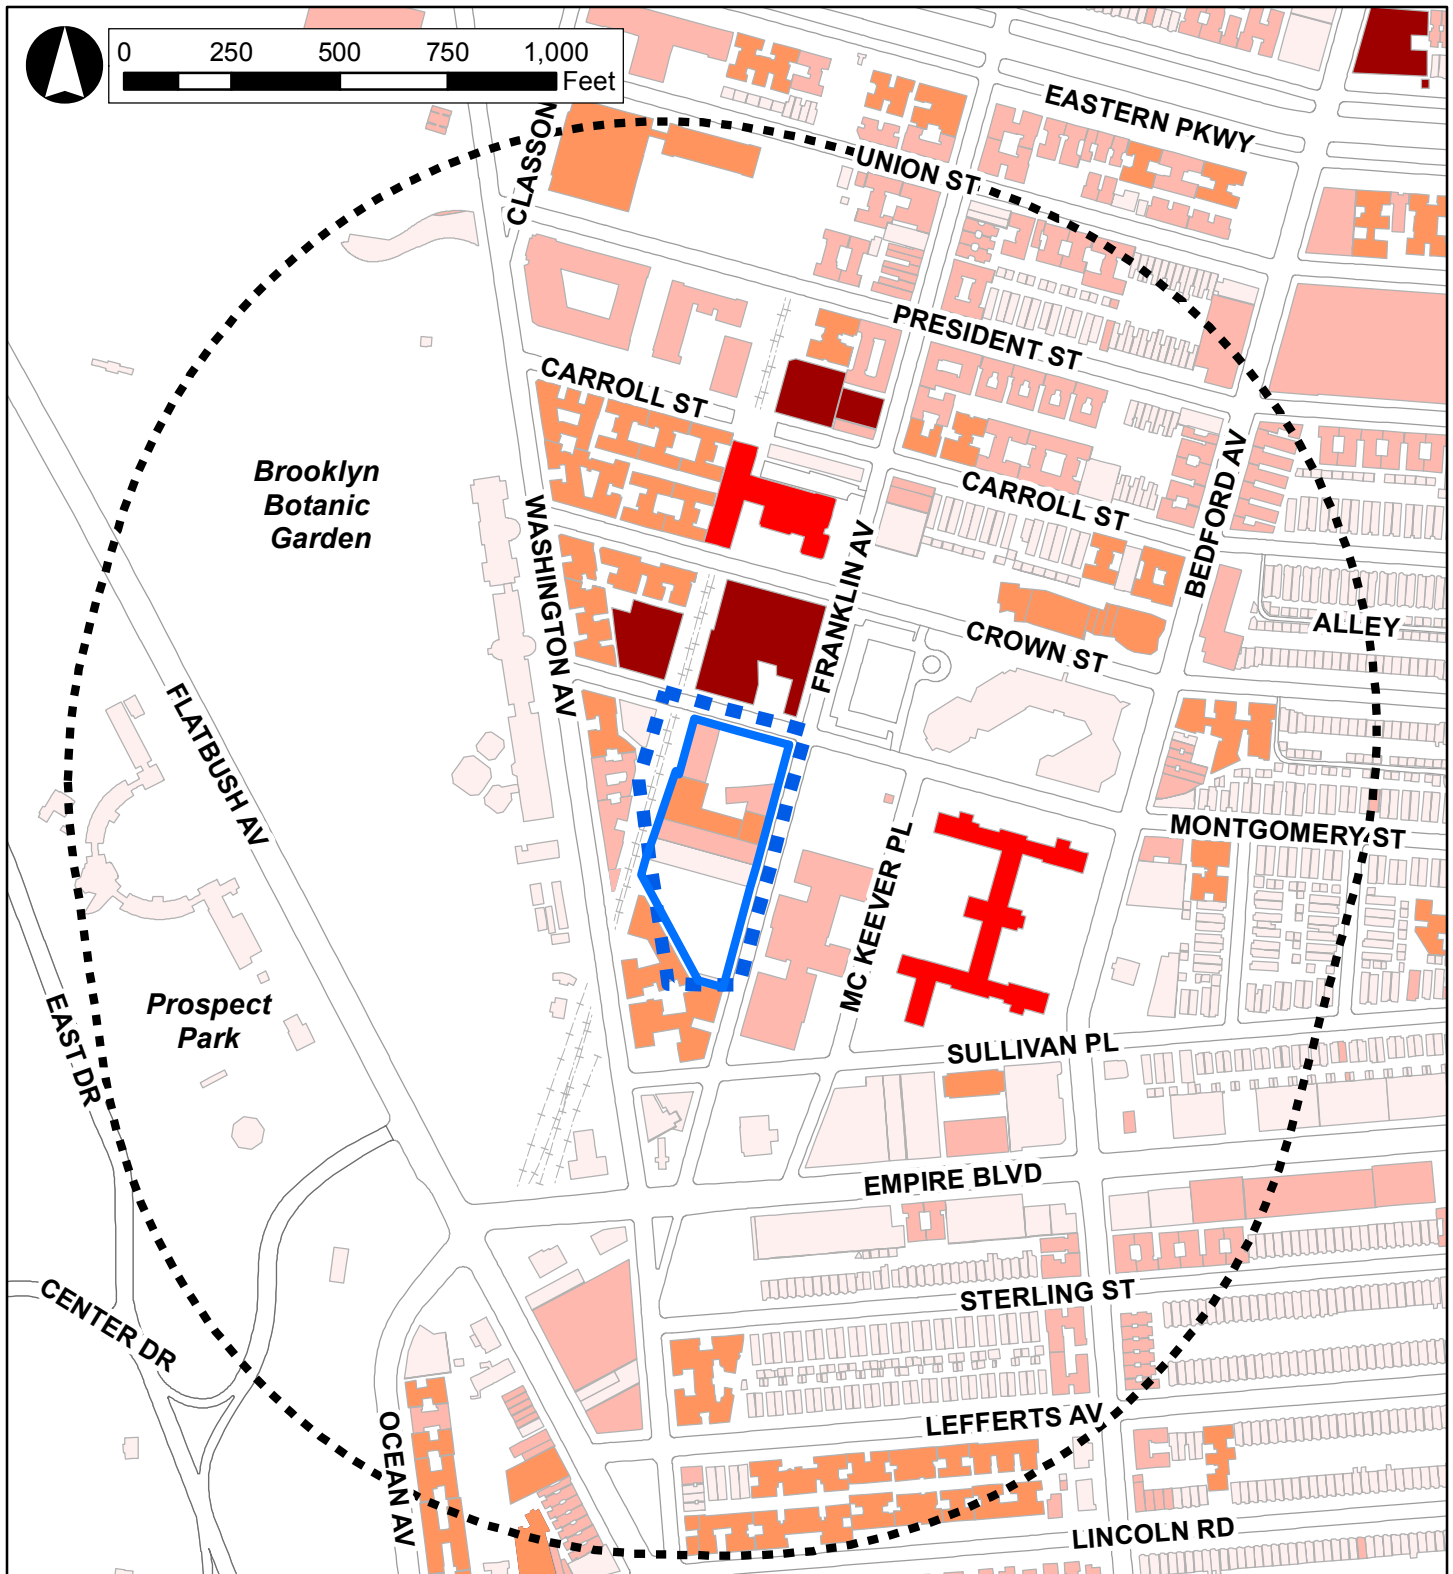 0 250 500 750 1,000
Feet
CLASSON
EASTERN PKWY
UNION ST
PRESIDENT ST
CARROLL ST
Brooklyn
Botanic
Garden
CARROLL ST
BEDFORD AV
WASHINGTON AV
FRANKLIN AV
ALLEY
CROWN ST
FLATBUSH AV
MONTGOMERY ST
MC KEEVER PL
Prospect
Park
EAST DR
SULLIVAN PL
EMPIRE BLVD
CENTER DR
STERLING ST
OCEAN AV
LEFFERTS AV
LINCOLN RD